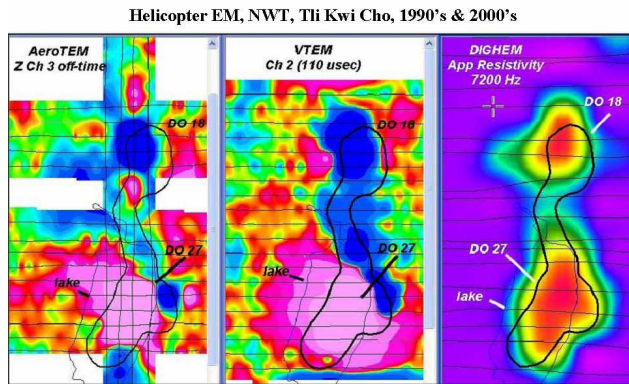 Helicopter EM, NWT, Tli Kwi Cho, 1990's & 2000's
AeroTEM
Z Ch 3 off-time
DO 18
DO 27
lake
VTEM
Ch 2 (110 usec)
DO 18
DO 27
lake
DIGHEM
App Resistivity
7200 Hz
DO 18
DO 27
lake